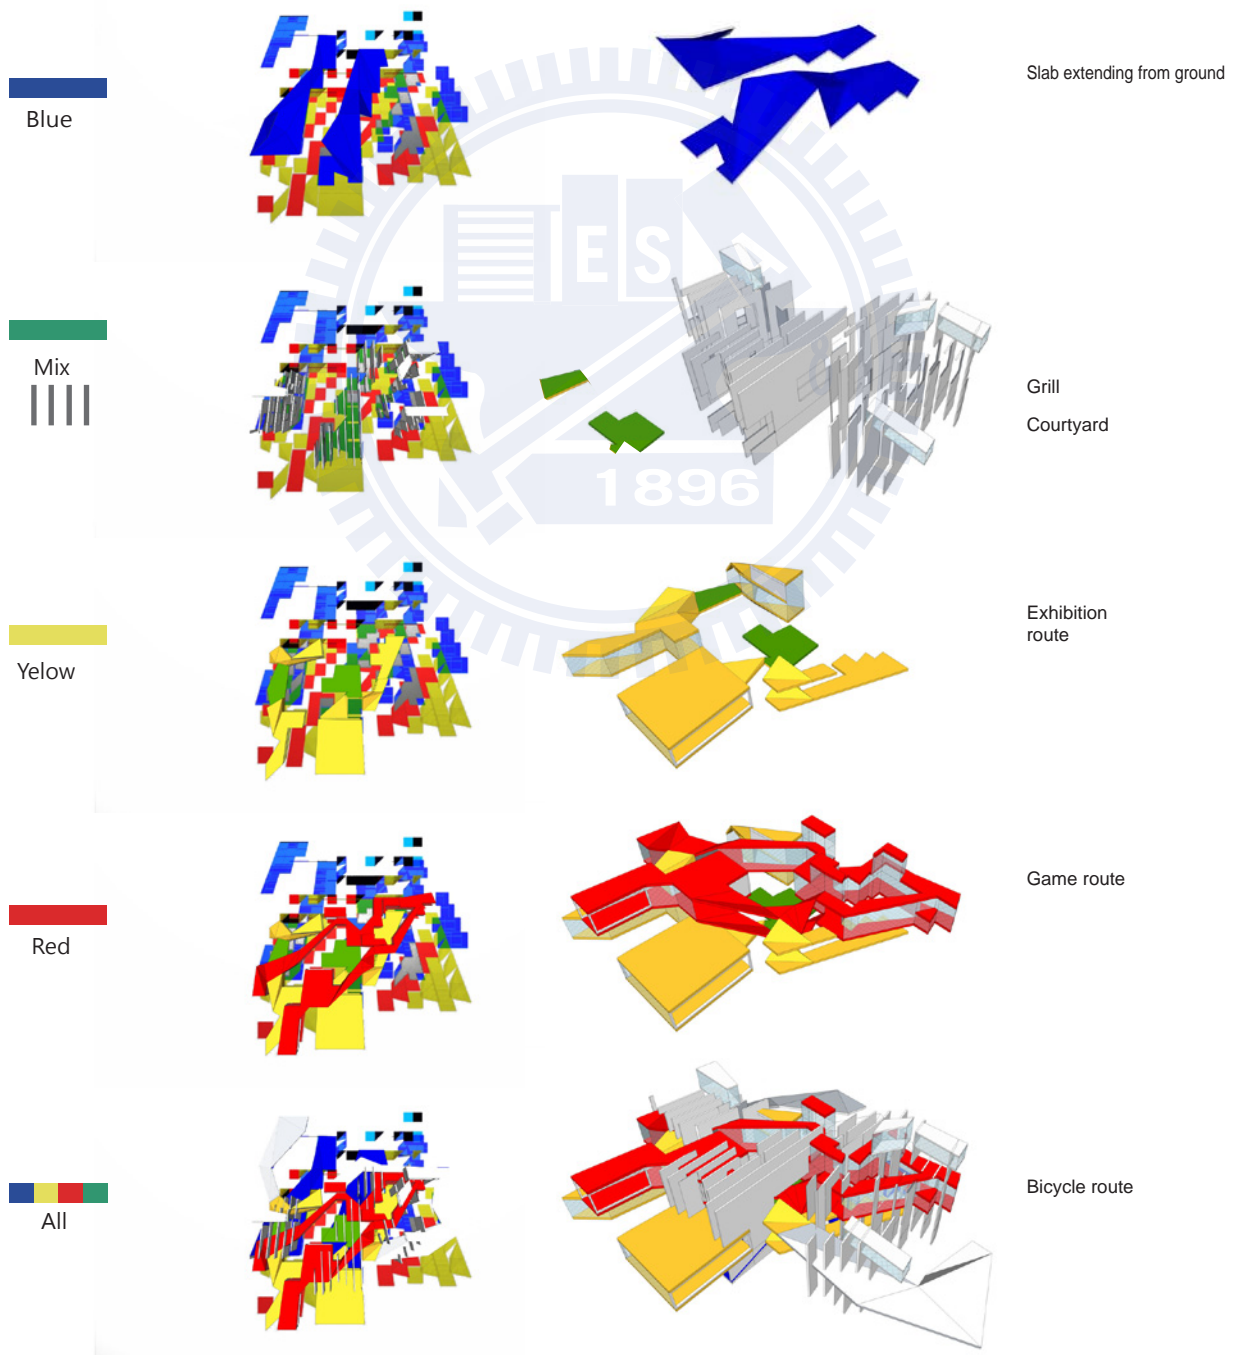 Blue
Slab extending from ground
ES A
Mix
Grill
Courtyard
1896
Yelow
Exhibition
route
Red
Game route
All
Bicycle route